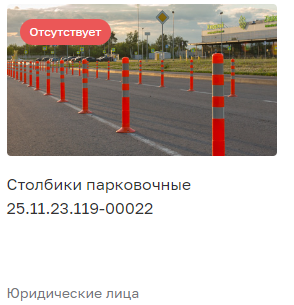 Отсутствует
Столбики парковочные
25.11.23.119-00022
Юридические лица